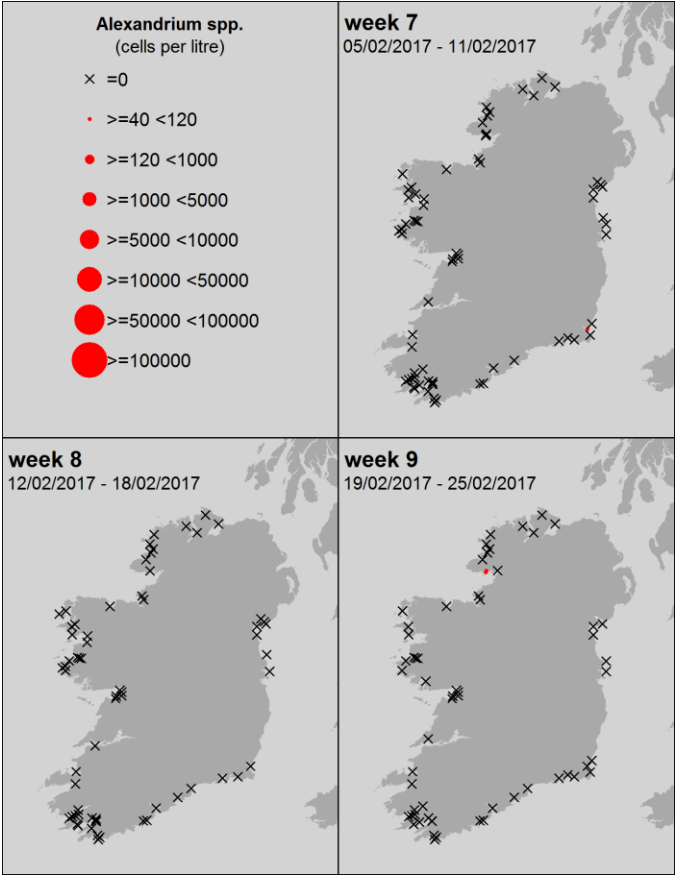 Alexandrium spp.
(cells per litre)
=0
>=40 <120
>=120 <1000
>=1000 <5000
>=5000 <10000
>=10000 <50000
>=50000 <100000
>=100000
week 7
05/02/2017 - 11/02/2017
week 8
12/02/2017 - 18/02/2017
week 9
19/02/2017 - 25/02/2017